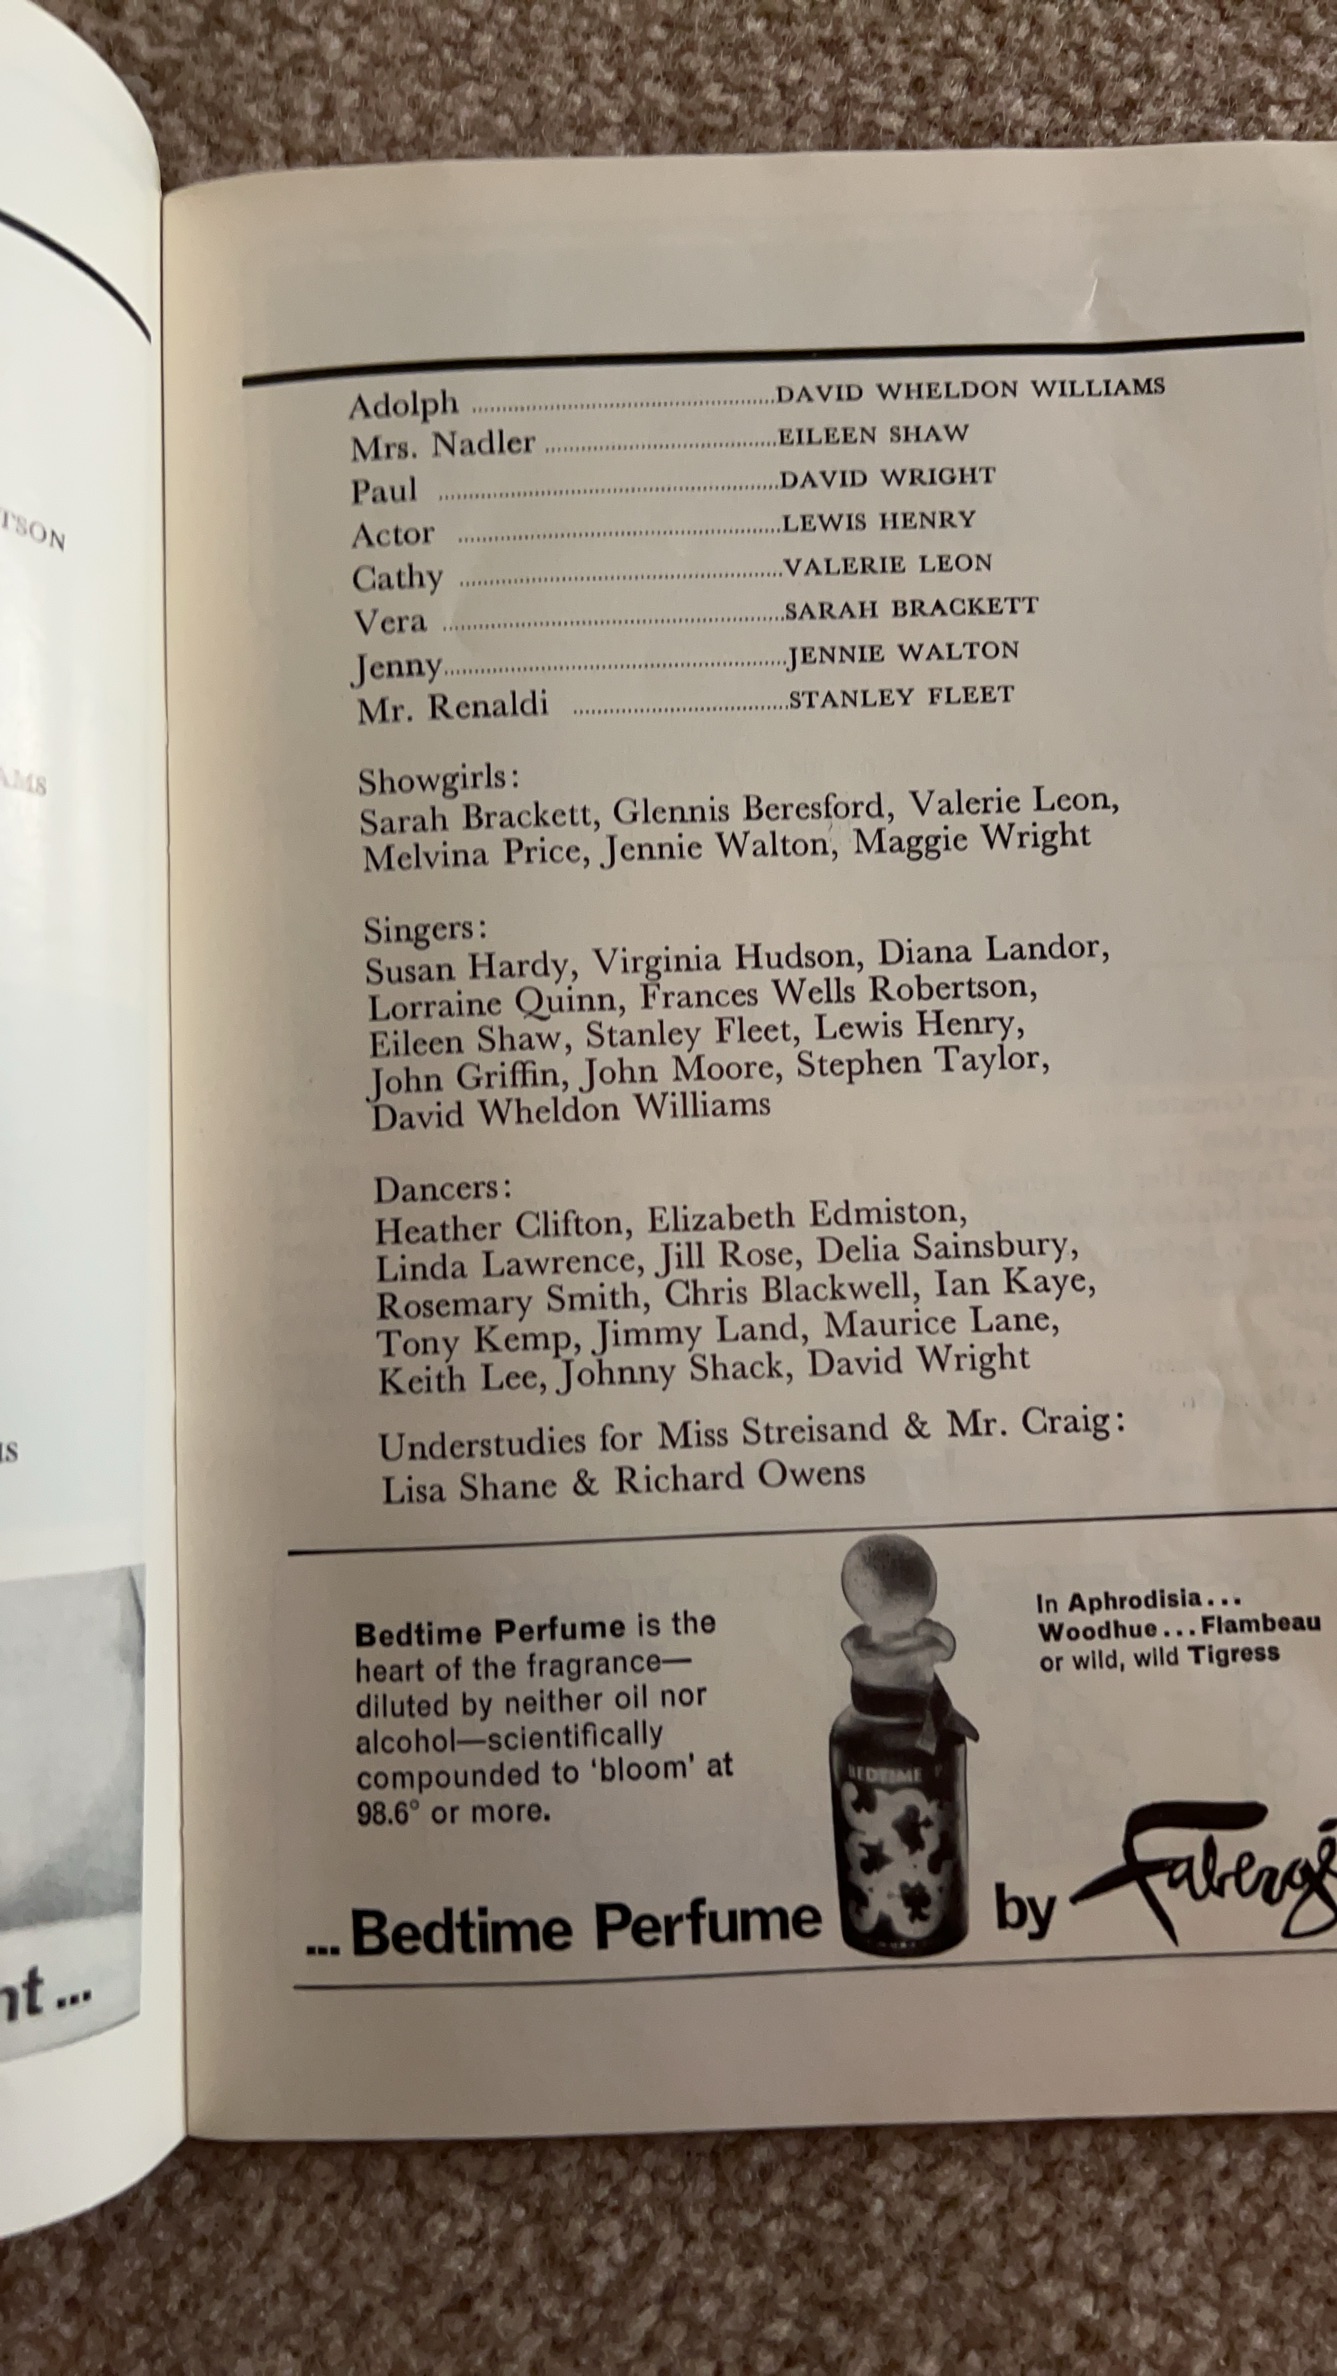 TSON
AMS
IS
nt...
Adolph ................DAVID WHELDON WILLIAMS
Mrs. Nadler ................EILEEN SHAW
Paul ................DAVID WRIGHT
Actor ................LEWIS HENRY
Cathy ................VALERIE LEON
Vera ................SARAH BRACKETT
Jenny................JENNIE WALTON
Mr. Renaldi ................STANLEY FLEET
Showgirls:
Sarah Brackett, Glennis Beresford, Valerie Leon,
Melvina Price, Jennie Walton, Maggie Wright
Singers:
Susan Hardy, Virginia Hudson, Diana Landor,
Lorraine Quinn, Frances Wells Robertson,
Eileen Shaw, Stanley Fleet, Lewis Henry,
John Griffin, John Moore, Stephen Taylor,
David Wheldon Williams
Dancers:
Heather Clifton, Elizabeth Edmiston,
Linda Lawrence, Jill Rose, Delia Sainsbury,
Rosemary Smith, Chris Blackwell, Ian Kaye,
Tony Kemp, Jimmy Land, Maurice Lane,
Keith Lee, Johnny Shack, David Wright
Understudies for Miss Streisand & Mr. Craig:
Lisa Shane & Richard Owens
Bedtime Perfume is the
heart of the fragrance—
diluted by neither oil nor
alcohol—scientifically
compounded to ‘bloom’ at
98.6° or more.
In Aphrodisia...
Woodhue...Flambeau
or wild, wild Tigress
BEDTIME P
...Bedtime Perfume by Fabergé